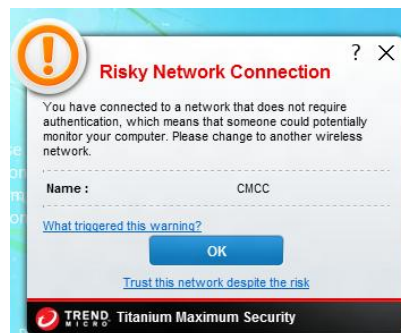 ? X
Risky Network Connection
You have connected to a network that does not require
authentication, which means that someone could potentially
monitor your computer. Please change to another wireless
network.
Name : CMCC
What triggered this warning?
OK
Trust this network despite the risk
TREND MICRO Titanium Maximum Security